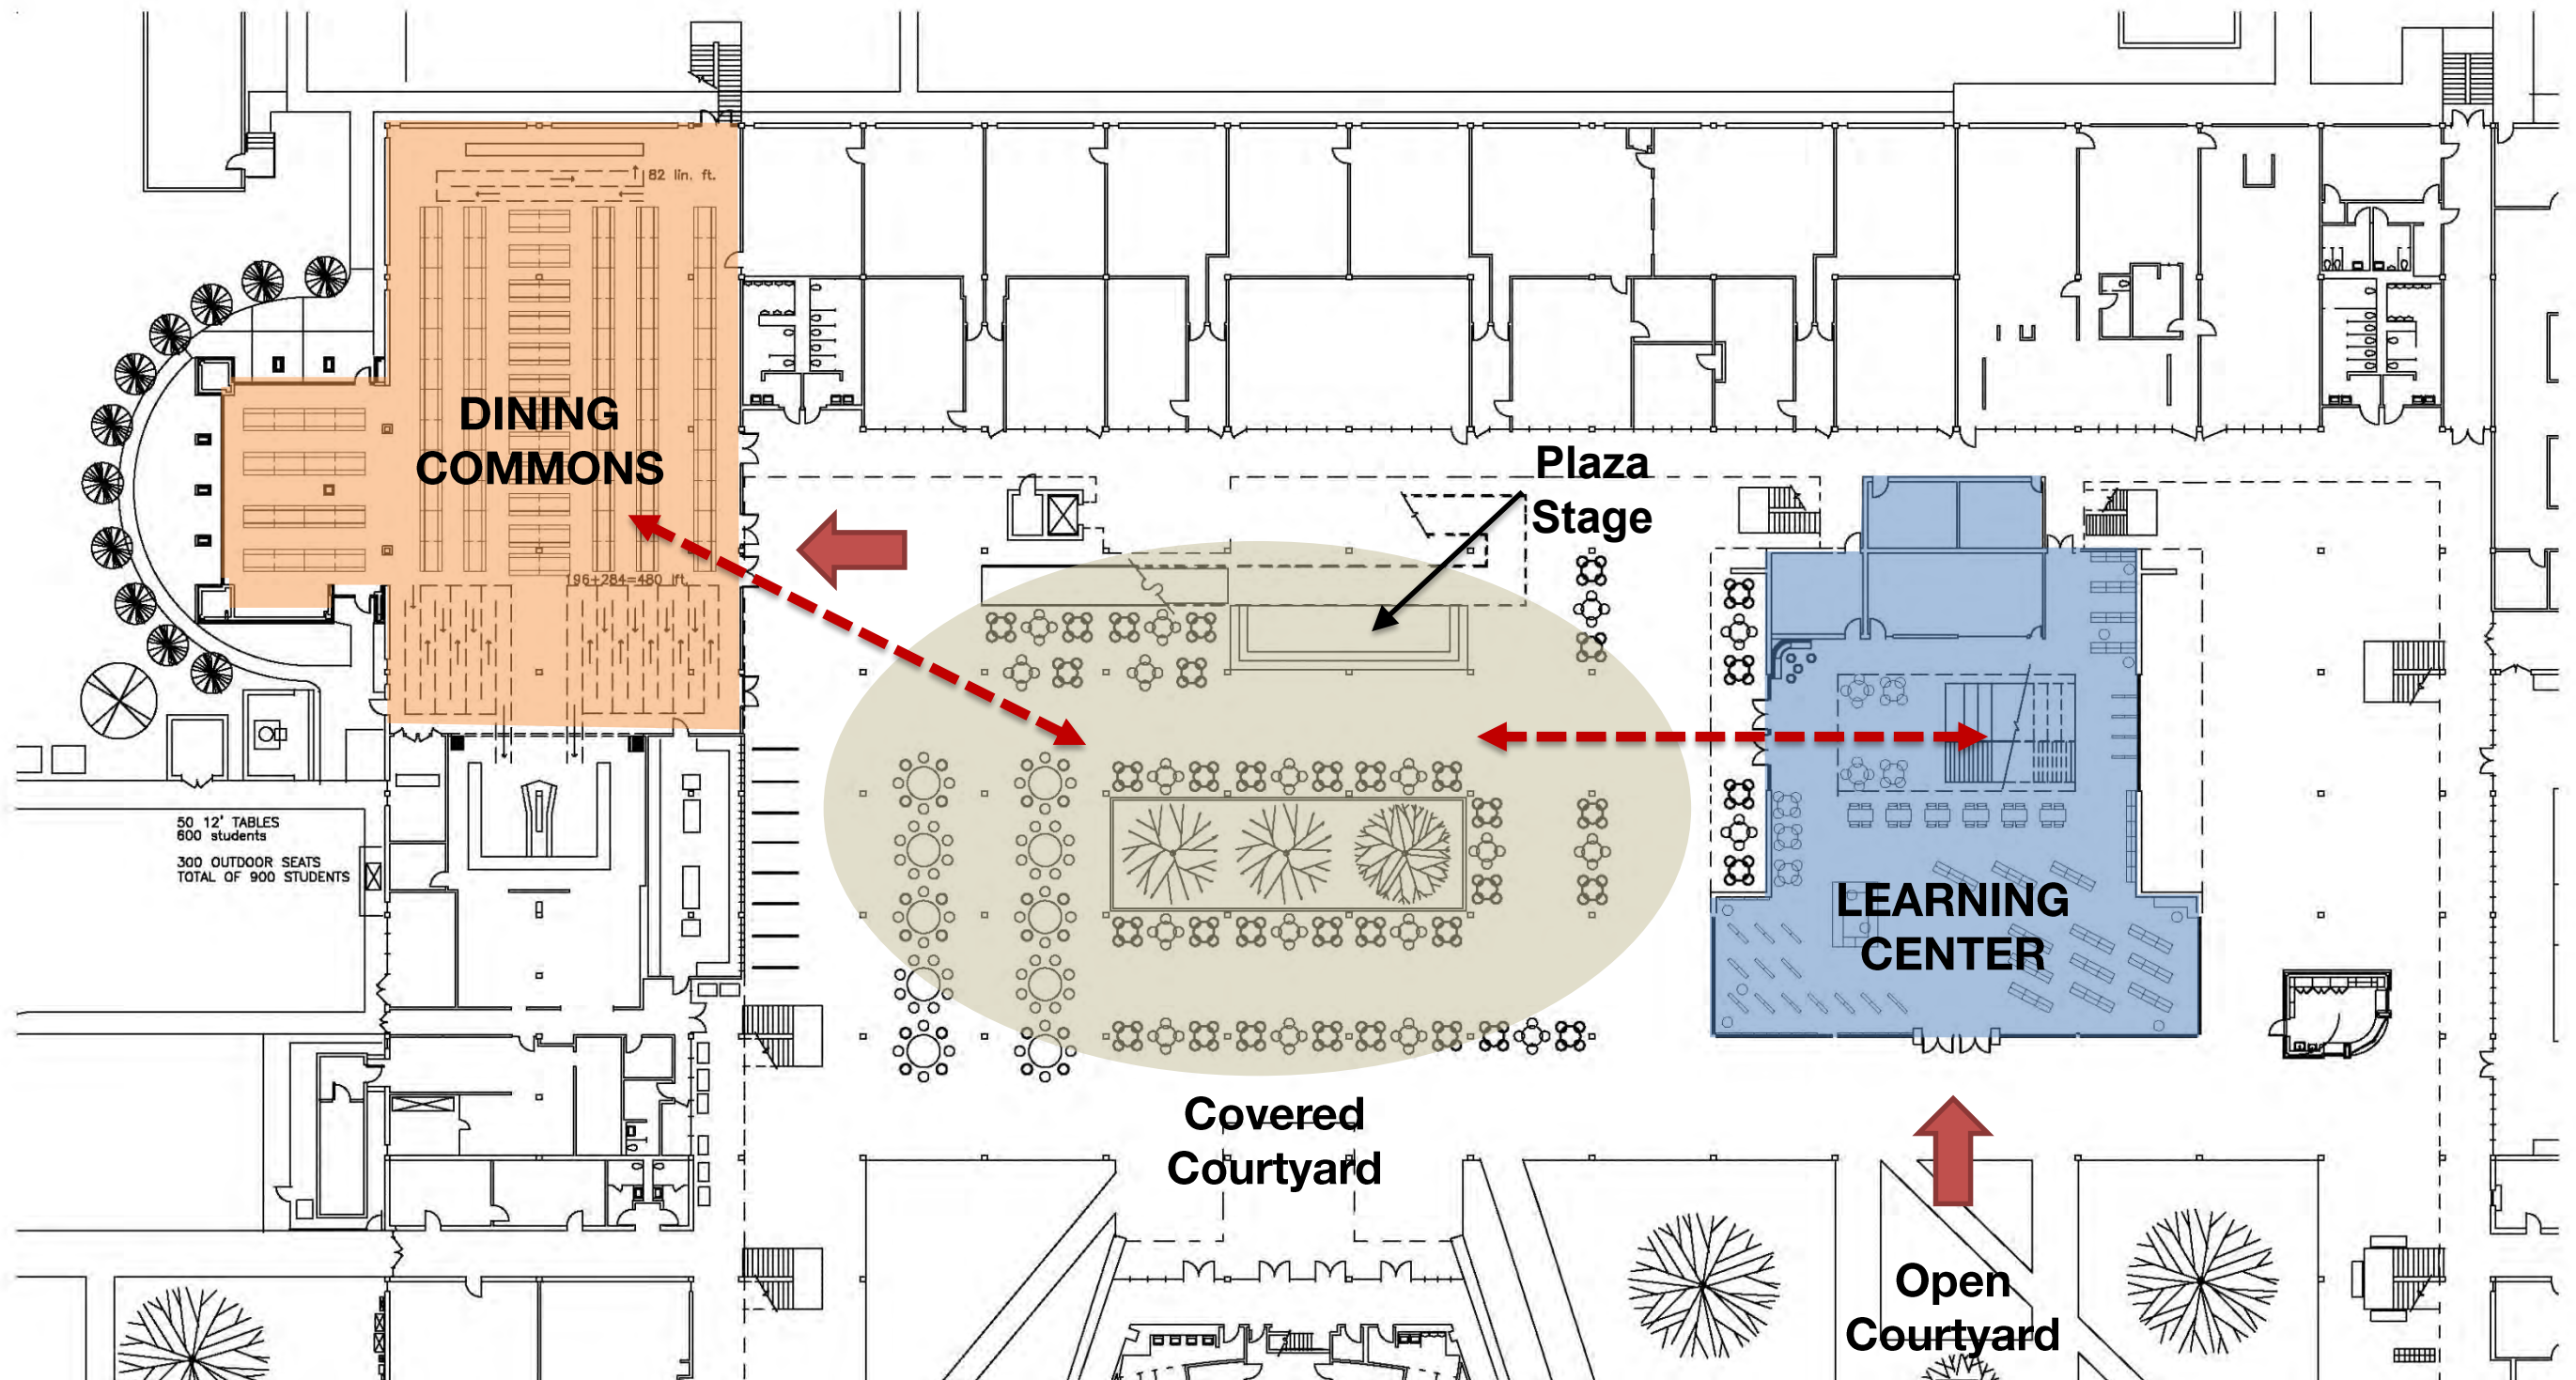 82 lin. ft.
DINING
COMMONS
Plaza
Stage
196+284=480 lft.
50 12' TABLES
600 students
300 OUTDOOR SEATS
TOTAL OF 900 STUDENTS
LEARNING
CENTER
Covered
Courtyard
Open
Courtyard